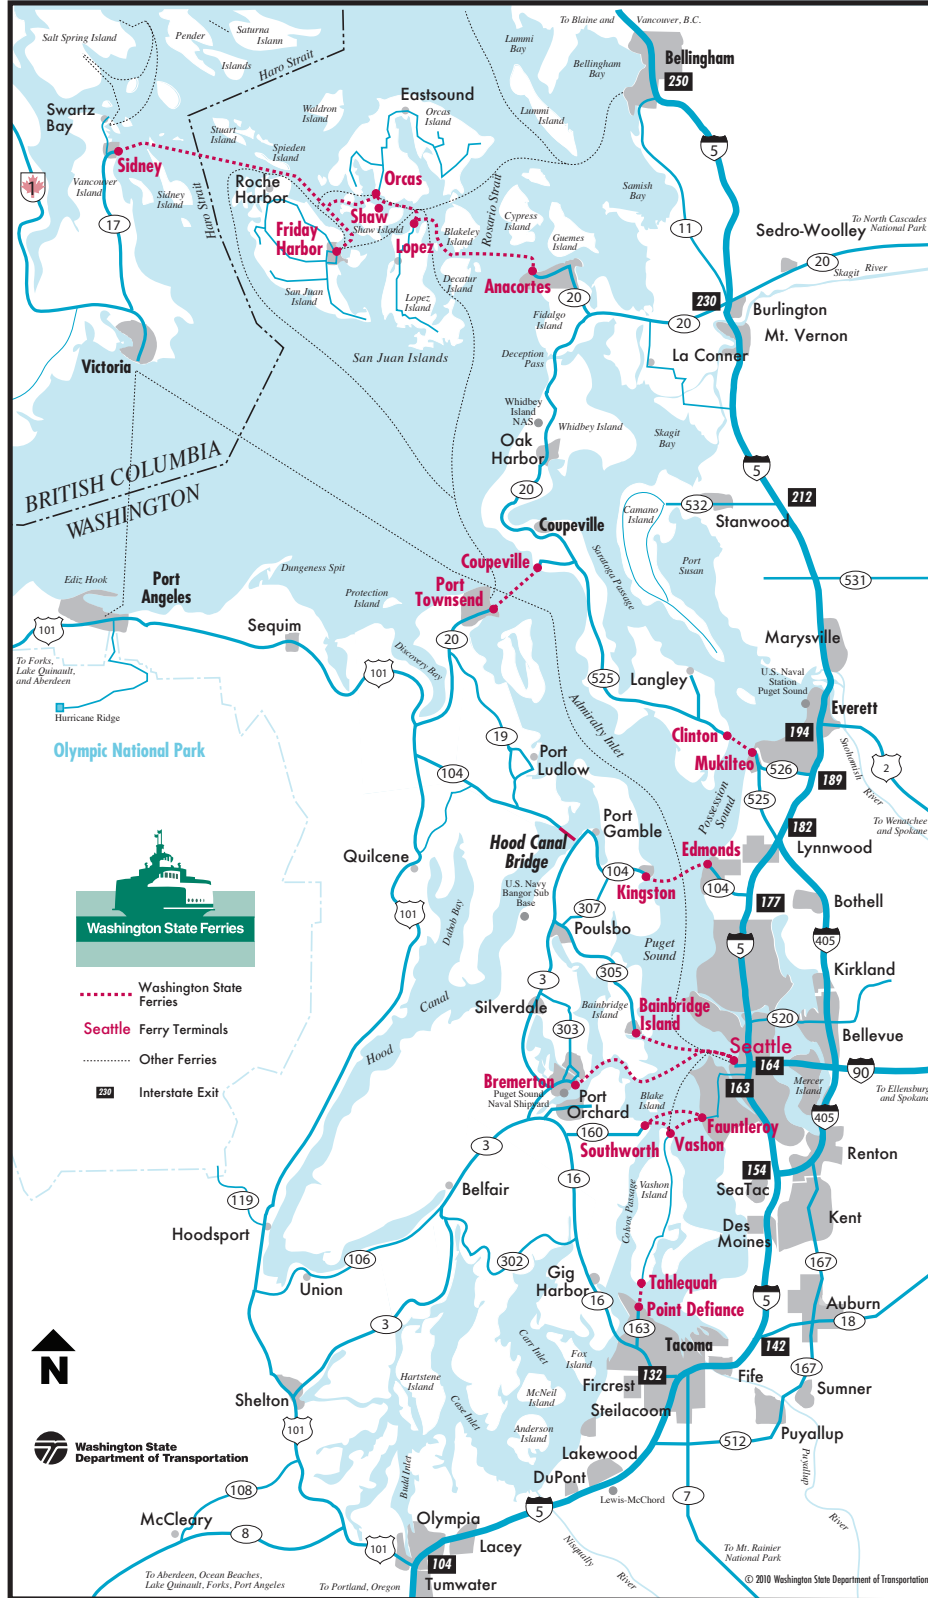 To Blaine and
Vancouver, B.C.
Salt Spring Island
Pender
Saturna
Islann
Islands
Haro Strait
Lummi
Bay
Bellingham
Bay
Bellingham
250
Swartz
Bay
Eastsound
Orcas
Island
Waldron
Island
Lummi
Island
Stuart
Island
Spieden
Island
5
Sidney
1
Vancouver
Island
Sidney
Island
Haro Strait
Roche
Harbor
Orcas
Shaw
Shaw Island
Samish
Bay
Rosario Strait
Cypress
Island
17
Friday
Harbor
Lopez
Blakeley
Island
Guemes
Island
11
Sedro-Woolley
To North Cascades
National Park
20
Skagit River
San Juan
Island
Lopez
Island
Decatur
Island
Anacortes
20
Fidalgo
Island
230
20
Burlington
Mt. Vernon
La Conner
Victoria
San Juan Islands
Deception
Pass
Whidbey
Island
NAS
Whidbey Island
Skagit
Bay
Oak
Harbor
5
BRITISH COLUMBIA
WASHINGTON
20
212
Camano
Island
532
Stanwood
Coupeville
Saratoga Passage
Port
Susan
531
Coupeville
Port
Townsend
Ediz Hook
Port
Angeles
Dungeness Spit
Protection
Island
101
Sequim
20
Discovery Bay
101
Marysville
To Forks,
Lake Quinault,
and Aberdeen
525
Langley
U.S. Naval
Station
Puget Sound
Everett
Hurricane Ridge
Olympic National Park
Admiralty Inlet
19
Clinton
Mukilteo
194
526
189
Snohomish
River
2
Port
Ludlow
104
525
Possession
Sound
To Wenatchee
and Spokane
Hood Canal
Bridge
Port
Gamble
182
Lynnwood
Quilcene
Edmonds
104
Kingston
104
177
Bothell
U.S. Navy
Bangor Sub
Base
307
Poulsbo
101
Dabob Bay
Washington State Ferries
Puget
Sound
5
405
305
Kirkland
3
Washington State
Ferries
Canal
Silverdale
Bainbridge
Island
Bainbridge
Island
303
520
Bellevue
Seattle
Ferry Terminals
Hood
Seattle
164
90
Other Ferries
Bremerton
Puget Sound
Naval Shipyard
163
Mercer
Island
To Ellensburg
and Spokane
230
Interstate Exit
Port
Orchard
Blake
Island
Fauntleroy
405
160
Southworth
Vashon
3
Renton
16
154
SeaTac
Belfair
Vashon
Island
Colvos Passage
119
Hoodsport
Des
Moines
Kent
106
302
167
Union
Gig
Harbor
Tahlequah
Point Defiance
16
5
Auburn
18
3
163
N
Tacoma
142
Carr Inlet
Fox
Island
167
Hartstene
Island
Fircrest
132
Fife
Sumner
Shelton
Case Inlet
McNeil
Island
Steilacoom
Anderson
Island
101
Puyallup
512
Washington State
Department of Transportation
Lakewood
DuPont
Puyallup
River
Budd Inlet
108
Lewis-McChord
7
5
McCleary
8
Olympia
Lacey
101
104
Nisqually
River
To Mt. Rainier
National Park
To Aberdeen, Ocean Beaches,
Lake Quinault, Forks, Port Angeles
To Portland, Oregon
Tumwater
© 2010 Washington State Department of Transportation